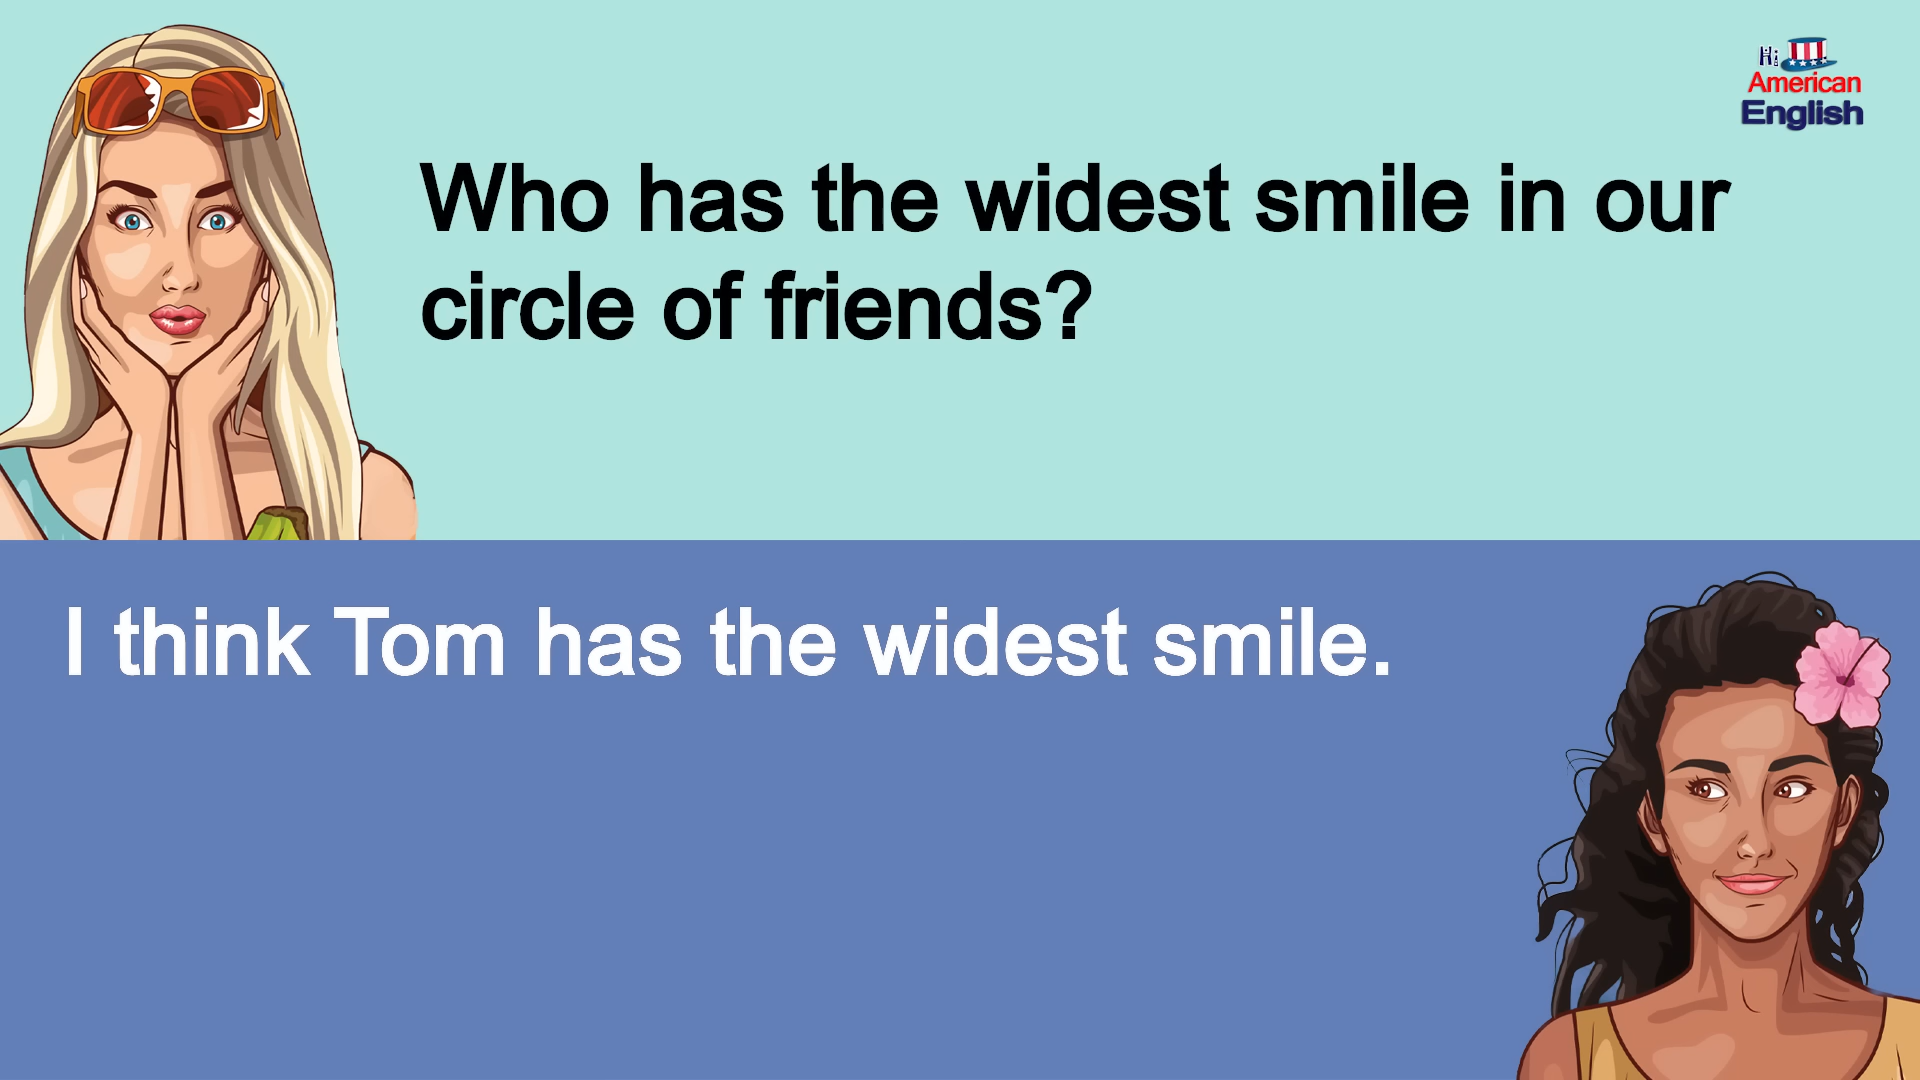 Hi
American
English
Who has the widest smile in our
circle of friends?
I think Tom has the widest smile.